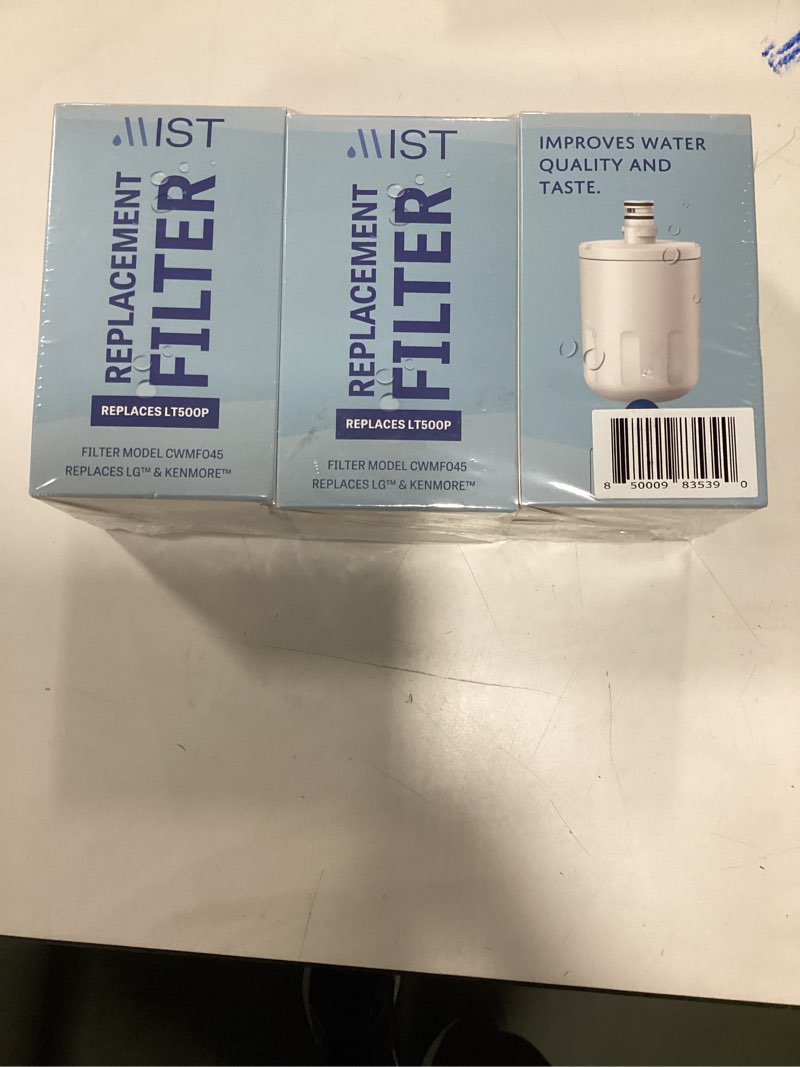 MIST
REPLACEMENT
FILTER
REPLACES LT500P
FILTER MODEL CWMF045
REPLACES LG™ & KENMORE™
MIST
REPLACEMENT
FILTER
REPLACES LT500P
FILTER MODEL CWMF045
REPLACES LG™ & KENMORE™
IMPROVES WATER
QUALITY AND
TASTE.
8 50009 83539 0